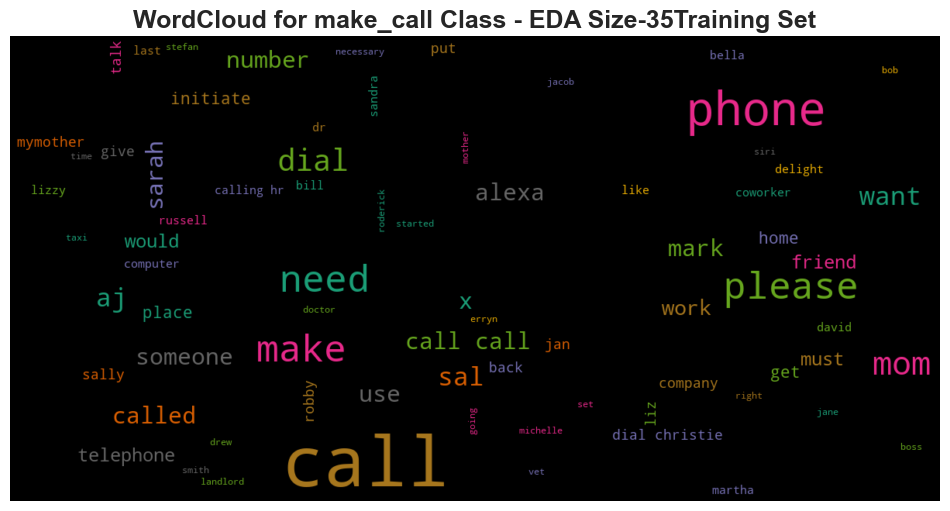 WordCloud for make_call Class - EDA Size-35Training Set
talk
last
stefan
number
necessary
put
bella
bob
sandra
jacob
initiate
phone
dr
mother
mymother
time
give
sarah
dial
siri
delight
lizzy
calling hr
bill
alexa
like
coworker
want
roderick
russell
started
taxi
would
mark
home
computer
friend
need
please
aj
place
doctor
x
erryn
work
david
someone
make
call call
jan
must
mom
sally
sal
back
get
use
company
right
robby
called
going
set
liz
jane
telephone
drew
call
michelle
dial christie
boss
smith
landlord
vet
martha